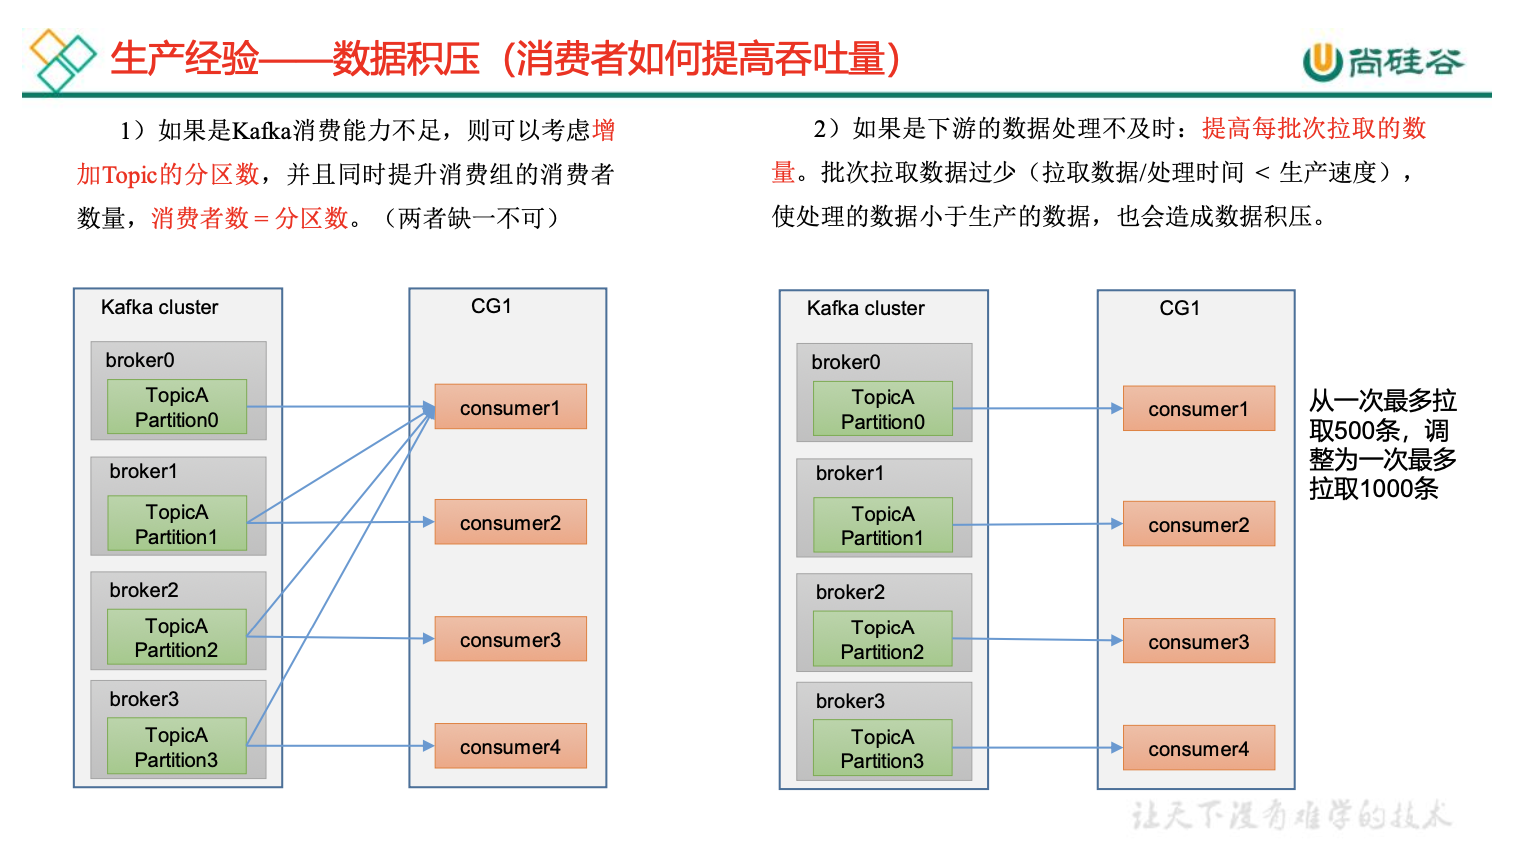 生产经验——数据积压（消费者如何提高吞吐量）
尚硅谷
1）如果是Kafka消费能力不足，则可以考虑增
加Topic的分区数，并且同时提升消费组的消费者
数量，消费者数 = 分区数。（两者缺一不可）
2）如果是下游的数据处理不及时：提高每批次拉取的数
量。批次拉取数据过少（拉取数据/处理时间 < 生产速度），
使处理的数据小于生产的数据，也会造成数据积压。
Kafka cluster
broker0
TopicA
Partition0
broker1
TopicA
Partition1
broker2
TopicA
Partition2
broker3
TopicA
Partition3
CG1
consumer1
consumer2
consumer3
consumer4
Kafka cluster
broker0
TopicA
Partition0
broker1
TopicA
Partition1
broker2
TopicA
Partition2
broker3
TopicA
Partition3
CG1
consumer1
consumer2
consumer3
consumer4
从一次最多拉
取500条，调
整为一次最多
拉取1000条
让天下没有难学的技术